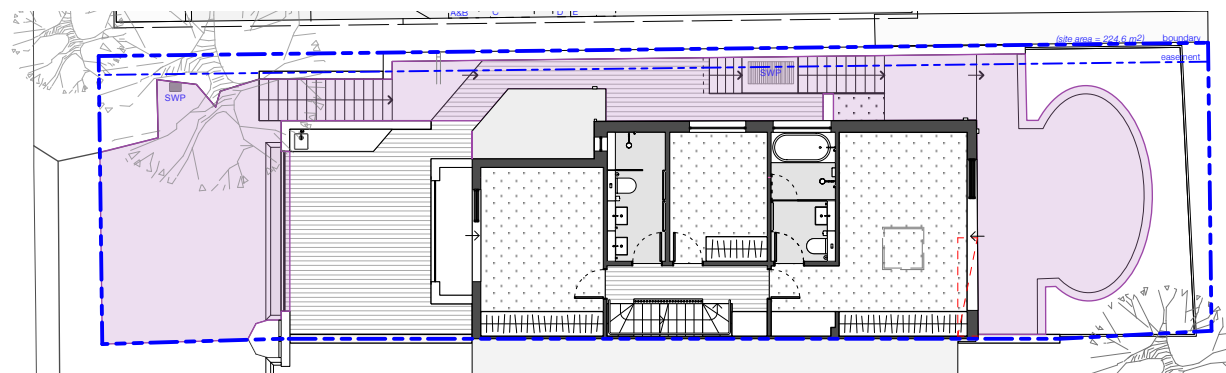 A&B C D E
(site area = 224.6 m²) boundary
easement
SWP
SWP